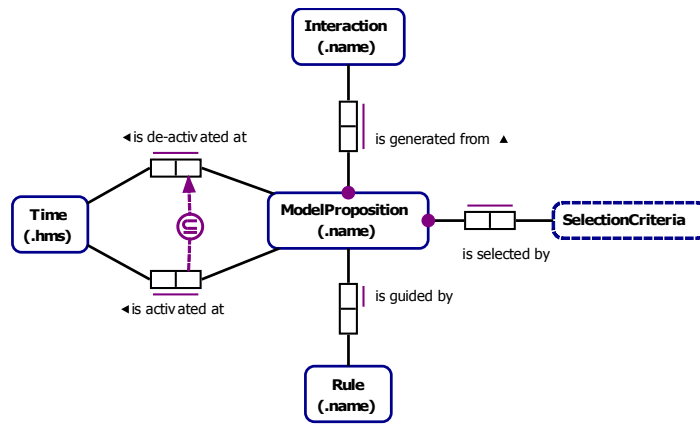 Interaction
(.name)
is generated from ▲
◄is de-activated at
Time
(.hms)
⊆
ModelProposition
(.name)
SelectionCriteria
is selected by
◄is activated at
is guided by
Rule
(.name)